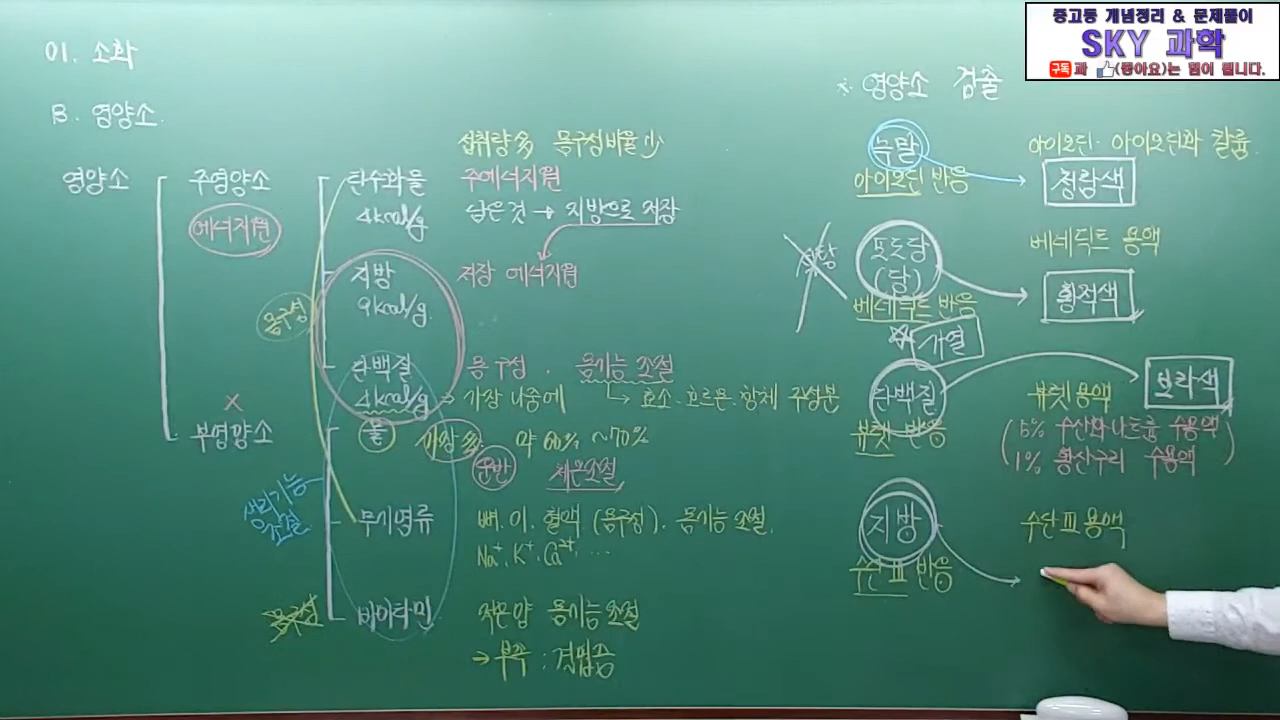 중고등 개념정리 & 문제풀이
SKY 과학
구독과 (좋아요)는 힘이 됩니다.
01. 소화
B. 영양소
영양소
주영양소
에너지원
X
부영양소
섭취량多 몸구성비율 少
탄수화물 주에너지원
4kcal/g 남은것 → 지방으로 저장
지방 저장 에너지원
9kcal/g.
몸구성
단백질 몸 구성 . 몸기능 조절
4kcal/g → 가장 나중에 → 효소·호르몬·항체 구성분
물 가장 多. 약 60% ~70%
운반 체온조절
생리기능
조절
무기염류 뼈. 이. 혈액 (몸구성). 몸기능 조절.
Na⁺. K⁺. Ca²⁺. ...
몸구성 바이타민 적은양 몸기능조절
→ 부족 : 결핍증
※ 영양소 검출
녹말 아이오딘·아이오딘화 칼륨
아이오딘 반응 청람색
포도당
(당)
베네딕트 용액
베네딕트 반응 황적색
가열
단백질 보라색
뷰렛 용액
뷰렛 반응
(5% 수산화나트륨 수용액
1% 황산구리 수용액)
지방 수단 Ⅲ 용액
수단 Ⅲ 반응